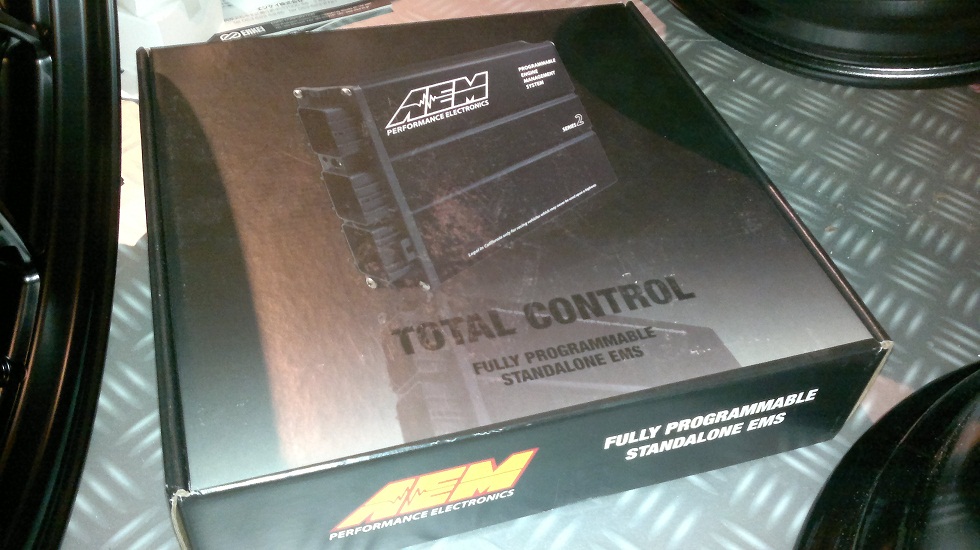 ENKEI
AEM
PERFORMANCE ELECTRONICS
PROGRAMMABLE
ENGINE
MANAGEMENT
SYSTEM
SERIES 2
TOTAL CONTROL
FULLY PROGRAMMABLE
STANDALONE EMS
AEM
PERFORMANCE ELECTRONICS
FULLY PROGRAMMABLE
STANDALONE EMS